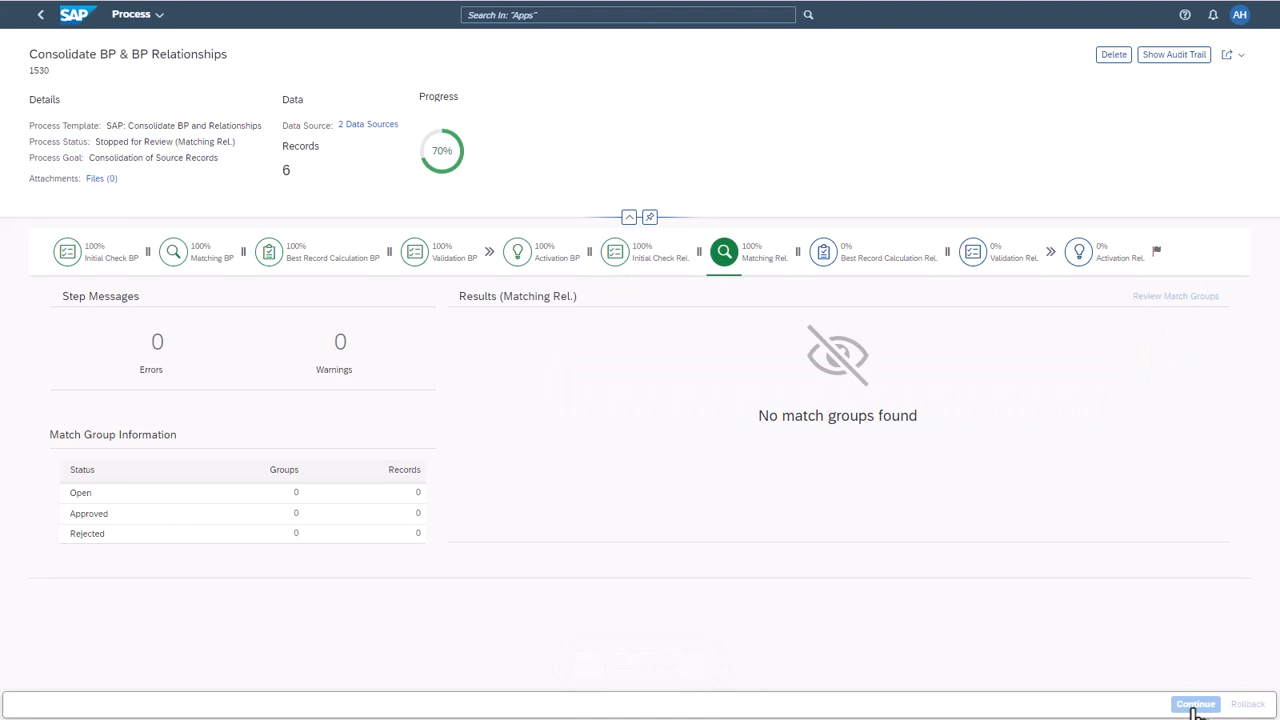 SAP Process Search In: "Apps" AH
Consolidate BP & BP Relationships
1530
Delete Show Audit Trail
Details
Process Template: SAP: Consolidate BP and Relationships
Process Status: Stopped for Review (Matching Rel.)
Process Goal: Consolidation of Source Records
Attachments: Files (0)
Data
Data Source: 2 Data Sources
Records
6
Progress
70%
100% Initial Check BP
100% Matching BP
100% Best Record Calculation BP
100% Validation BP
100% Activation BP
100% Initial Check Rel.
100% Matching Rel.
0% Best Record Calculation Rel.
0% Validation Rel.
0% Activation Rel.
Step Messages
0 0
Errors Warnings
Match Group Information
Status Groups Records
Open 0 0
Approved 0 0
Rejected 0 0
Results (Matching Rel.) Review Match Groups
No match groups found
Continue Rollback